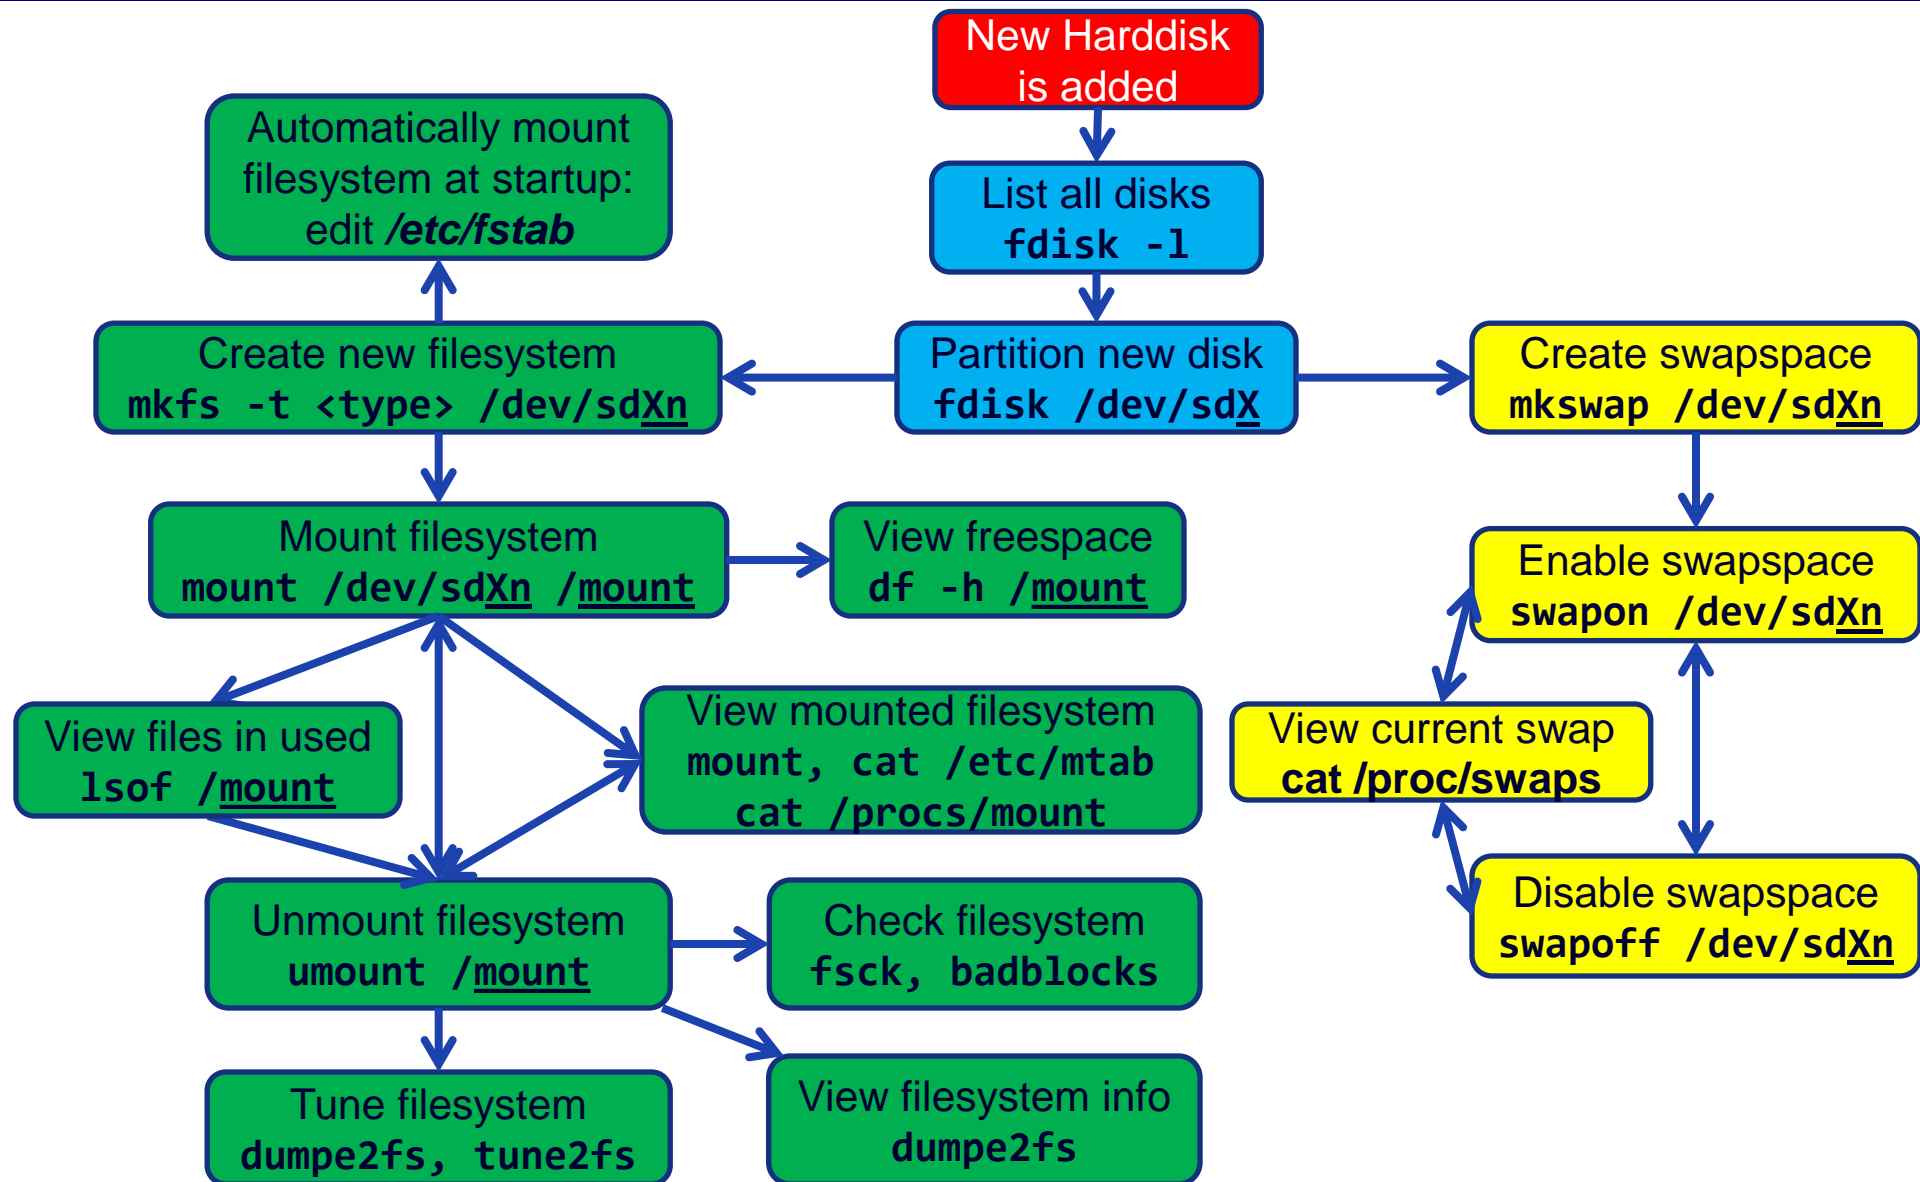 New Harddisk
is added
Automatically mount
filesystem at startup:
edit /etc/fstab
List all disks
fdisk -l
Create new filesystem
mkfs -t <type> /dev/sdXn
Partition new disk
fdisk /dev/sdX
Create swapspace
mkswap /dev/sdXn
Mount filesystem
mount /dev/sdXn /mount
View freespace
df -h /mount
Enable swapspace
swapon /dev/sdXn
View files in used
lsof /mount
View mounted filesystem
mount, cat /etc/mtab
cat /procs/mount
View current swap
cat /proc/swaps
Unmount filesystem
umount /mount
Check filesystem
fsck, badblocks
Disable swapspace
swapoff /dev/sdXn
Tune filesystem
dumpe2fs, tune2fs
View filesystem info
dumpe2fs